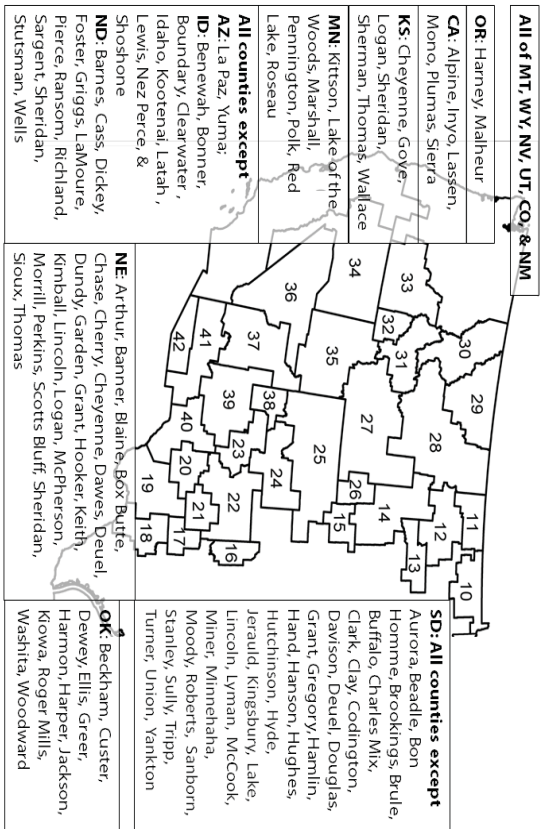 All of MT, WY, NV, UT, CO, & NM
OR: Harney, Malheur
CA: Alpine, Inyo, Lassen,
Mono, Plumas, Sierra
KS: Cheyenne, Gove,
Logan, Sheridan,
Sherman, Thomas, Wallace
MN: Kittson, Lake of the
Woods, Marshall,
Pennington, Polk, Red
Lake, Roseau
All counties except
AZ: La Paz, Yuma;
ID: Benewah, Bonner,
Boundary, Clearwater ,
Idaho, Kootenai, Latah ,
Lewis, Nez Perce, &
Shoshone
ND: Barnes, Cass, Dickey,
Foster, Griggs, LaMoure,
Pierce, Ransom, Richland,
Sargent, Sheridan,
Stutsman, Wells
30 29 11 10
28 12 13
33 32 31 27 14
34 35 26 15
36 25
37 38 24
41 39 23 22 16
42 40 20 21 17
19 18
NE: Arthur, Banner, Blaine, Box Butte,
Chase, Cherry, Cheyenne, Dawes, Deuel,
Dundy, Garden, Grant, Hooker, Keith,
Kimball, Lincoln, Logan, McPherson,
Morrill, Perkins, Scotts Bluff, Sheridan,
Sioux, Thomas
SD: All counties except
Aurora, Beadle, Bon
Homme, Brookings, Brule,
Buffalo, Charles Mix,
Clark, Clay, Codington,
Davison, Deuel, Douglas,
Grant, Gregory, Hamlin,
Hand, Hanson, Hughes,
Hutchinson, Hyde,
Jerauld, Kingsbury, Lake,
Lincoln, Lyman, McCook,
Miner, Minnehaha,
Moody, Roberts, Sanborn,
Stanley, Sully, Tripp,
Turner, Union, Yankton
OK: Beckham, Custer,
Dewey, Ellis, Greer,
Harmon, Harper, Jackson,
Kiowa, Roger Mills,
Washita, Woodward